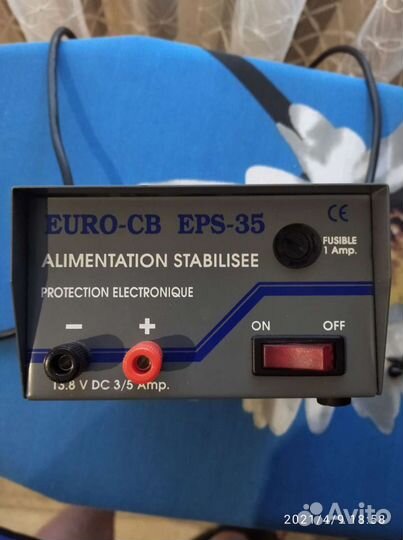 EURO-CB EPS-35
CE
FUSIBLE
1 Amp.
ALIMENTATION STABILISEE
PROTECTION ELECTRONIQUE
- +
ON OFF
13.8 V DC 3/5 Amp.
2021/4/9 18:58
Avito